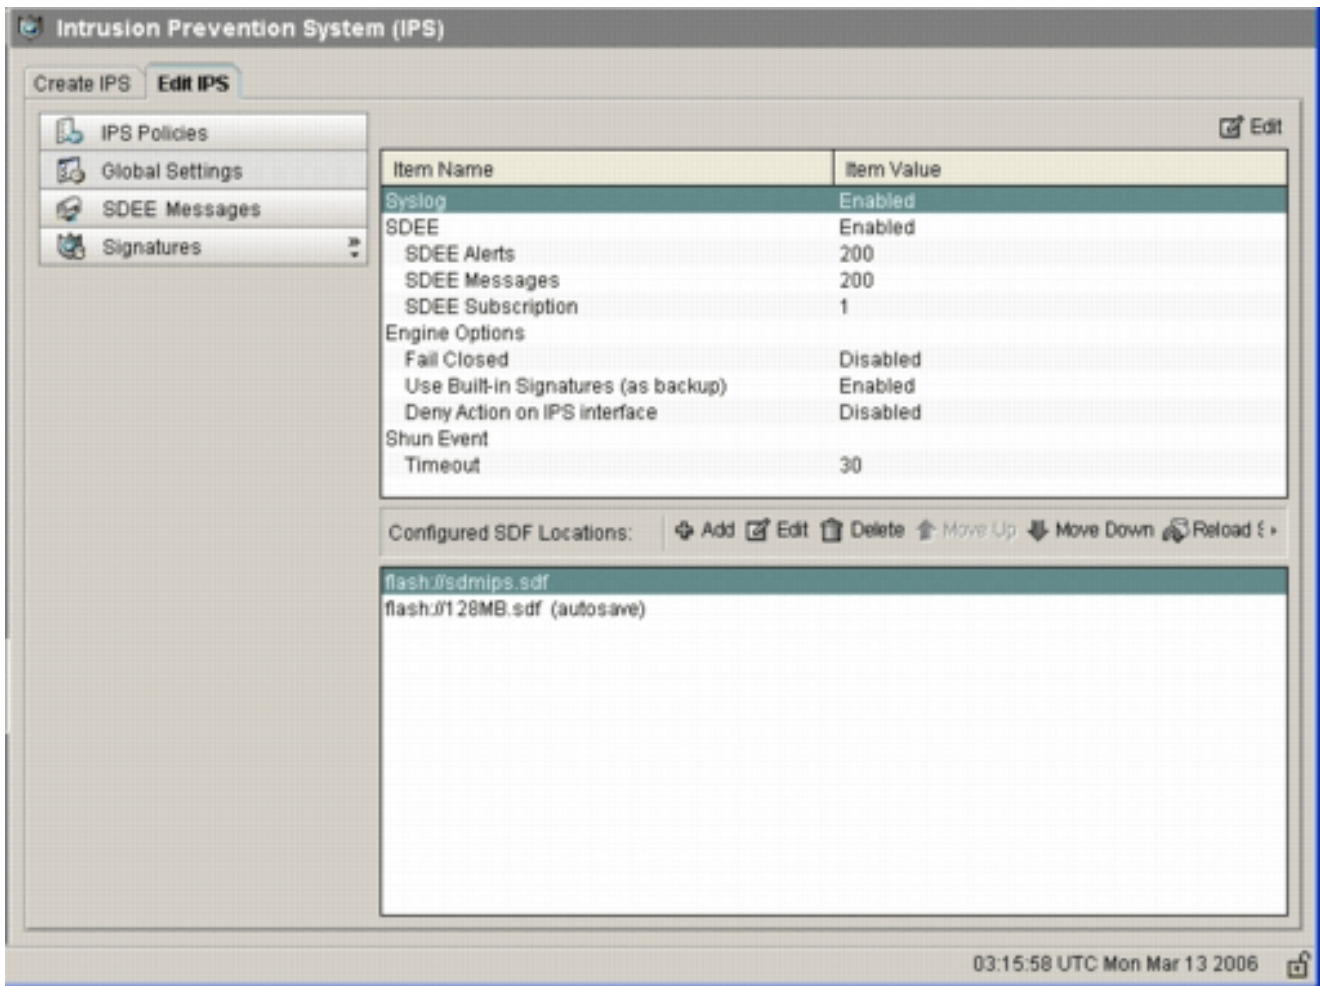 Intrusion Prevention System (IPS)
Create IPS Edit IPS
IPS Policies
Global Settings
SDEE Messages
Signatures
Edit
Item Name Item Value
Syslog Enabled
SDEE Enabled
SDEE Alerts 200
SDEE Messages 200
SDEE Subscription 1
Engine Options
Fail Closed Disabled
Use Built-in Signatures (as backup) Enabled
Deny Action on IPS interface Disabled
Shun Event
Timeout 30
Configured SDF Locations: Add Edit Delete Move Up Move Down Reload
flash://sdmips.sdf
flash://128MB.sdf (autosave)
03:15:58 UTC Mon Mar 13 2006